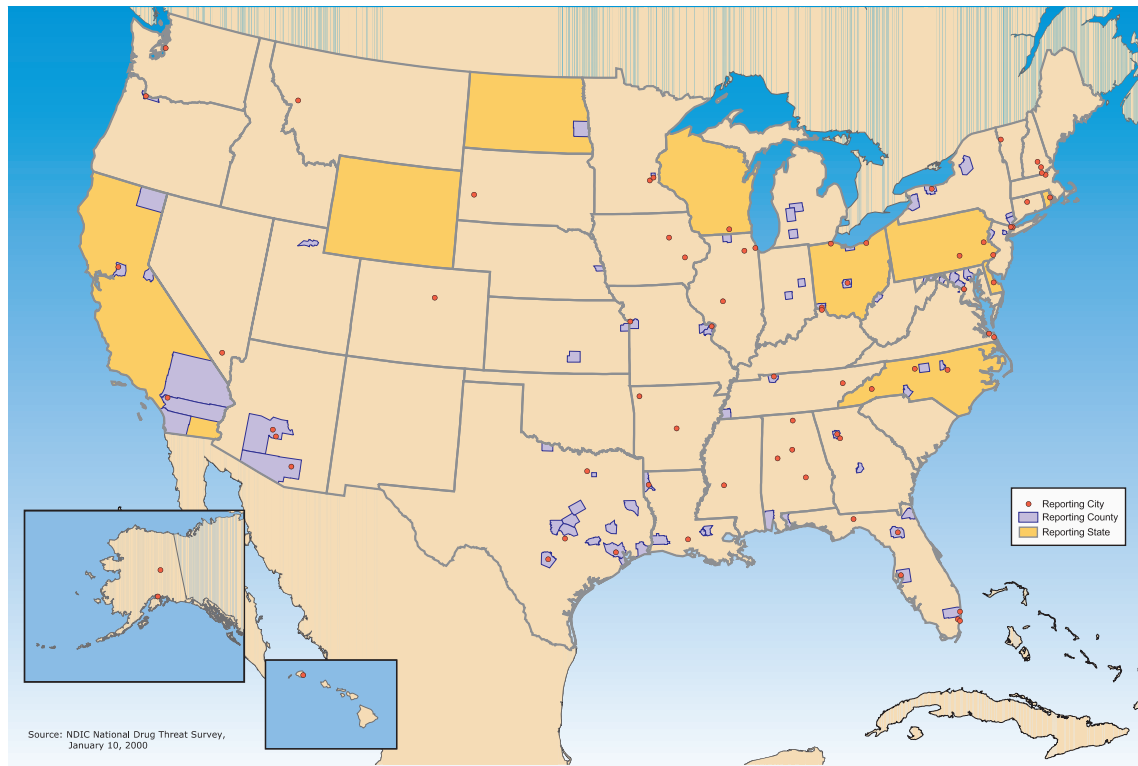 Reporting City
Reporting County
Reporting State
Source: NDIC National Drug Threat Survey,
January 10, 2000